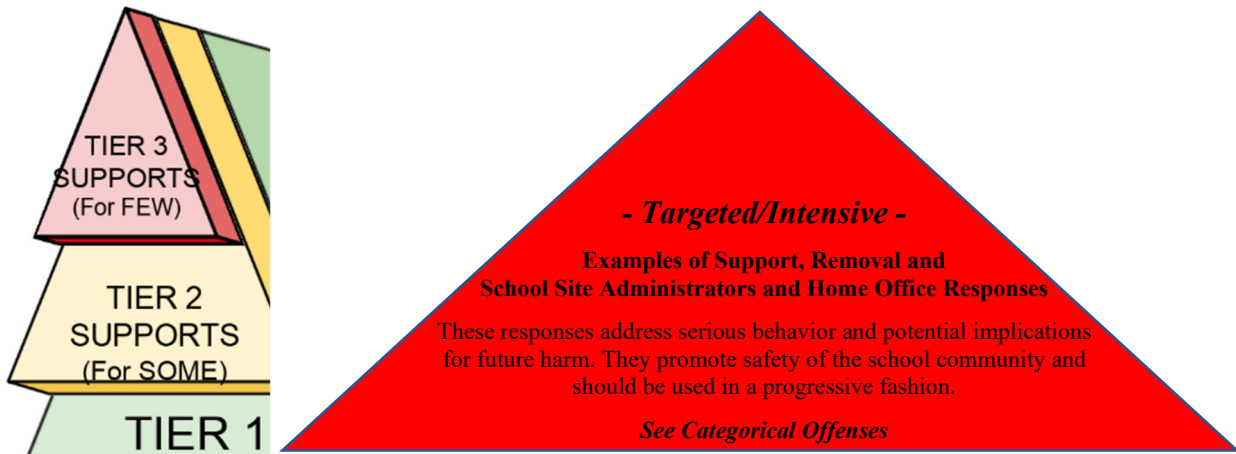 TIER 3
SUPPORTS
(For FEW)
TIER 2
SUPPORTS
(For SOME)
TIER 1
- Targeted/Intensive -
Examples of Support, Removal and
School Site Administrators and Home Office Responses
These responses address serious behavior and potential implications
for future harm. They promote safety of the school community and
should be used in a progressive fashion.
See Categorical Offenses